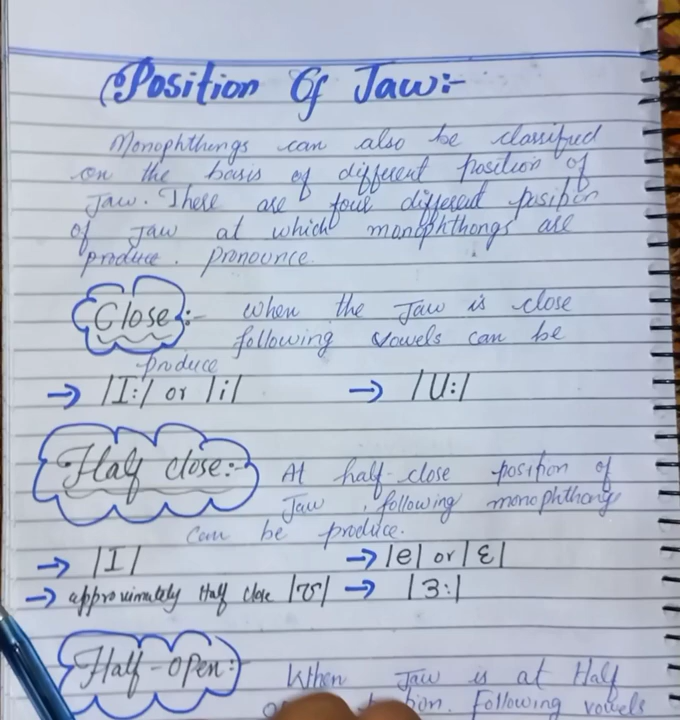 Position Of Jaw:-
Monophthongs can also be classified
on the basis of different position of
Jaw. There are four different position
of Jaw at which monophthongs are
produce. pronounce.
Close:- when the Jaw is close
following vowels can be
produce
→ |I:| or |i| → |U:|
Half close:- At half-close position of
Jaw, following monophthong
can be produce.
→ |I| → |e| or |ɛ|
→ approximately Half close |ʊ| → |3:|
Half-open:- When Jaw is at Half
Following vowels